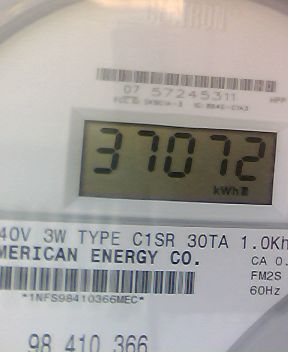 07 57245311
37072
kWh
40V 3W TYPE C1SR 30TA 1.0Kh
MERICAN ENERGY CO.
CA 0.
FM2S
*1NFS98410366MEC*
60Hz
98 410 366